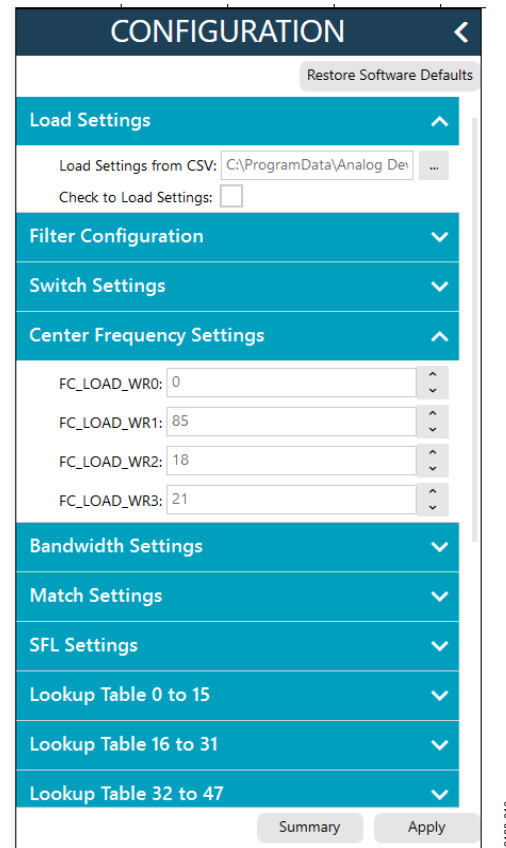 CONFIGURATION
Restore Software Defaults
Load Settings
Load Settings from CSV: C:\ProgramData\Analog Dev ...
Check to Load Settings:
Filter Configuration
Switch Settings
Center Frequency Settings
FC_LOAD_WR0: 0
FC_LOAD_WR1: 85
FC_LOAD_WR2: 18
FC_LOAD_WR3: 21
Bandwidth Settings
Match Settings
SFL Settings
Lookup Table 0 to 15
Lookup Table 16 to 31
Lookup Table 32 to 47
Summary Apply